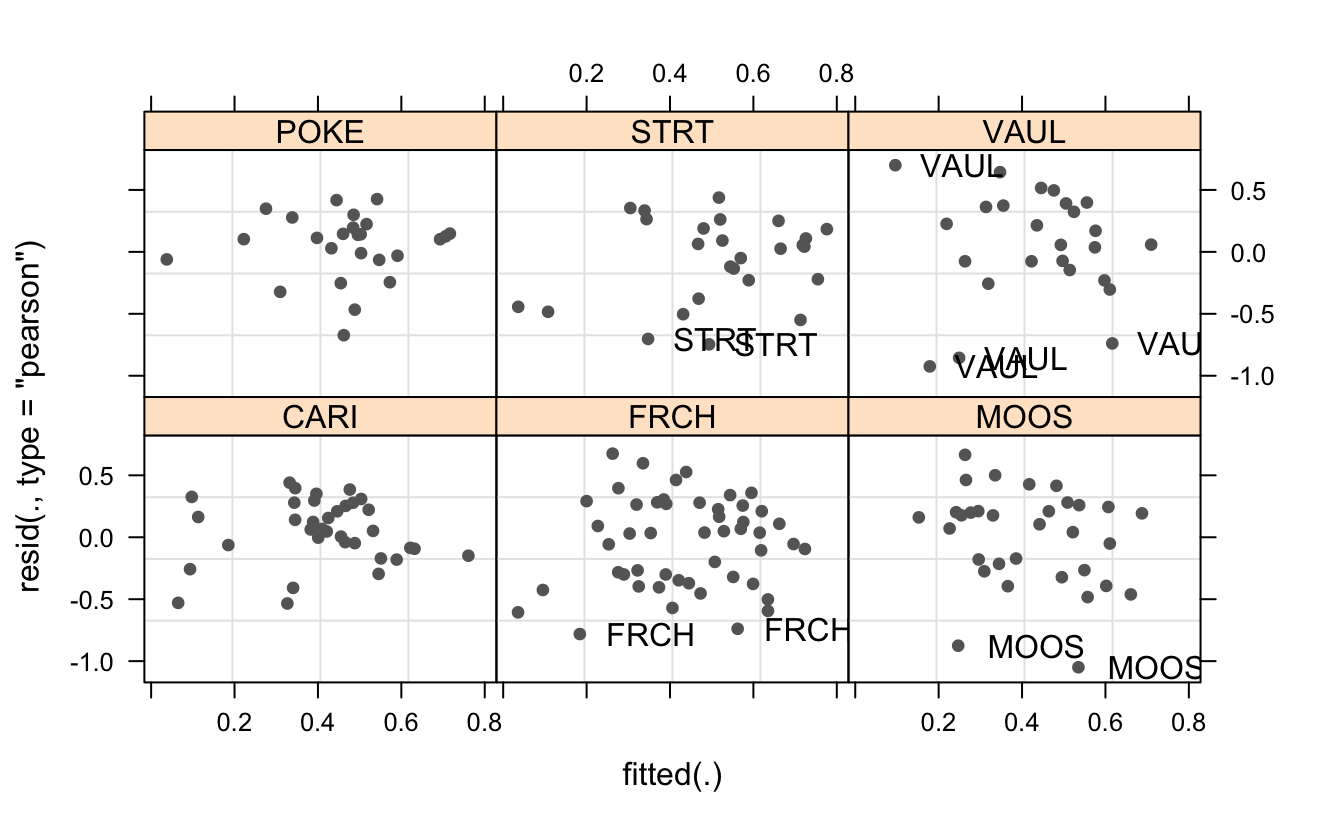 0.2 0.4 0.6 0.8
POKE STRT VAUL
VAUL
0.5
0.0
-0.5
-1.0
STRT STRT
VAU
VAUL VAUL
CARI FRCH MOOS
0.5
0.0
-0.5
-1.0
FRCH FRCH
MOOS
MOOS
0.2 0.4 0.6 0.8 0.2 0.4 0.6 0.8
fitted(.)
resid(., type = "pearson")